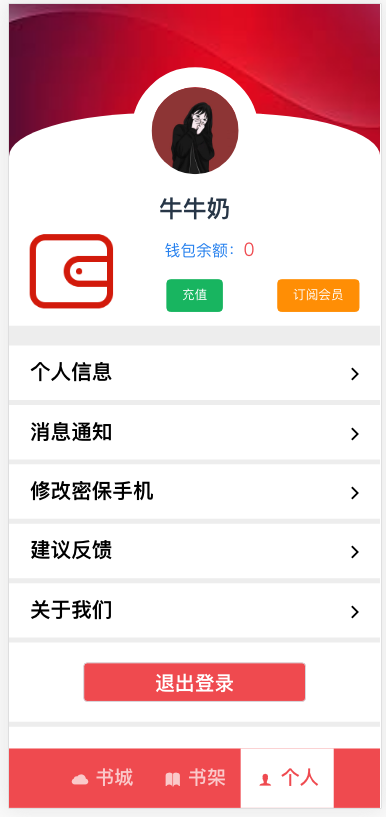 牛牛奶
钱包余额：0
充值 订阅会员
个人信息
消息通知
修改密保手机
建议反馈
关于我们
退出登录
书城 书架 个人